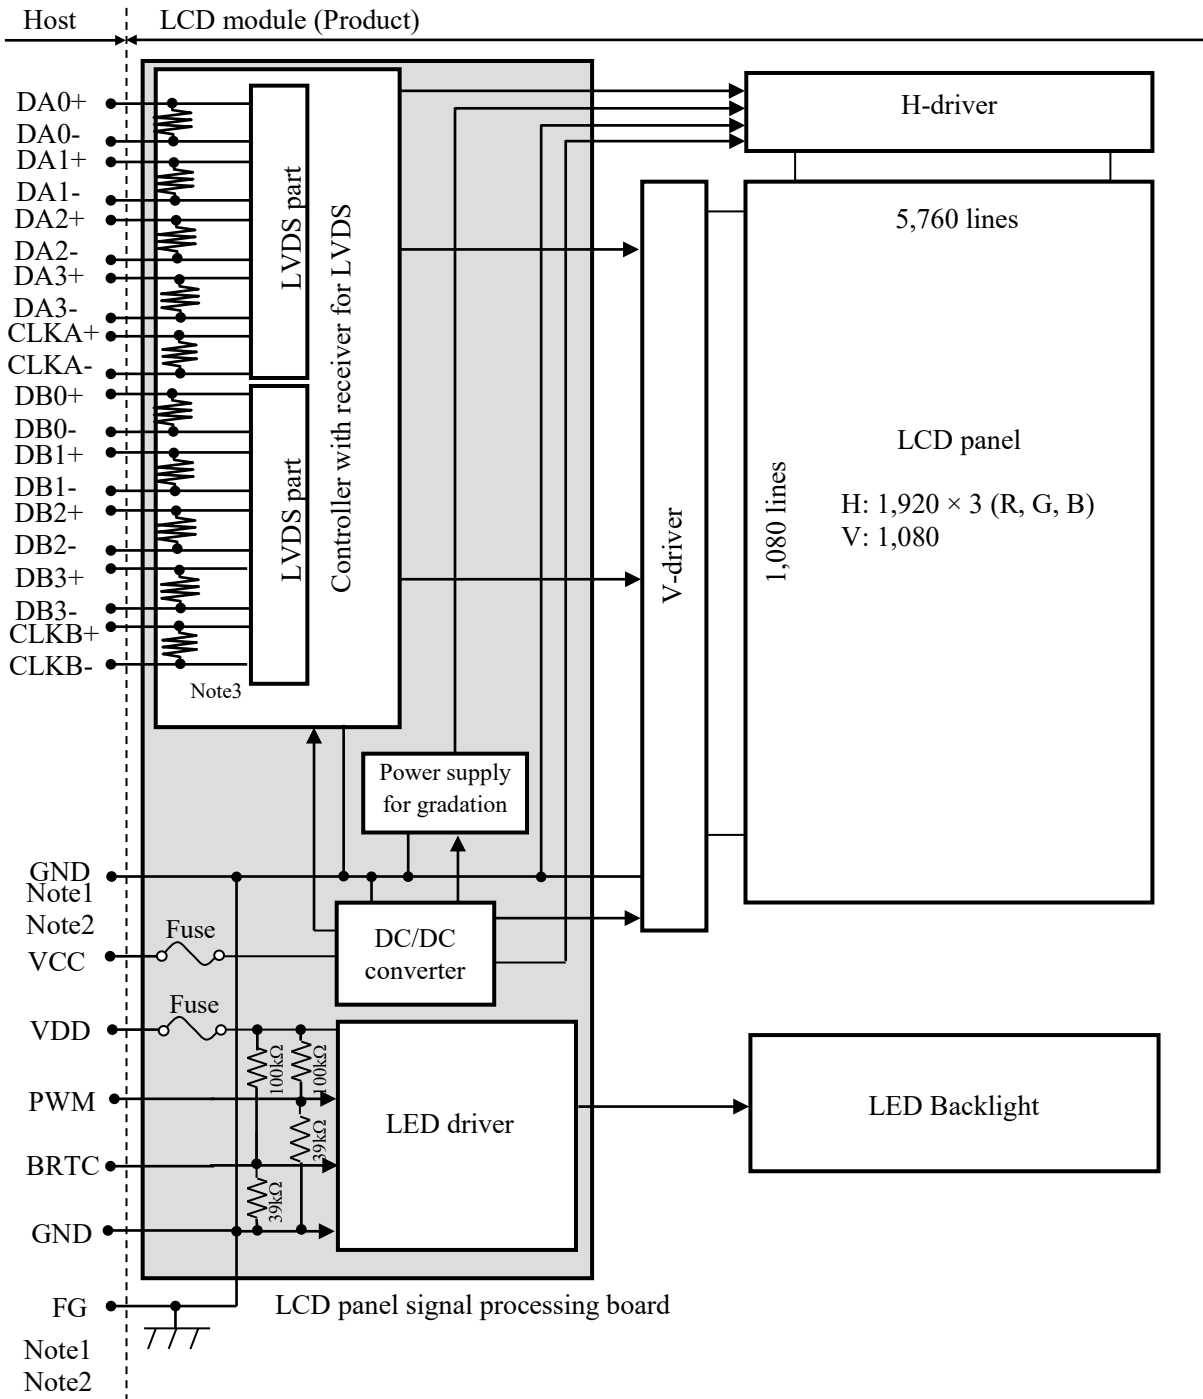 Host
LCD module (Product)
DA0+
DA0-
DA1+
DA1-
DA2+
DA2-
DA3+
DA3-
CLKA+
CLKA-
DB0+
DB0-
DB1+
DB1-
DB2+
DB2-
DB3+
DB3-
CLKB+
CLKB-
LVDS part
LVDS part
Controller with receiver for LVDS
Note3
H-driver
V-driver
5,760 lines
1,080 lines
LCD panel
H: 1,920 × 3 (R, G, B)
V: 1,080
Power supply
for gradation
GND
Note1
Note2
VCC
Fuse
DC/DC
converter
VDD
Fuse
100kΩ
100kΩ
PWM
39kΩ
BRTC
39kΩ
GND
LED driver
LED Backlight
FG
Note1
Note2
LCD panel signal processing board